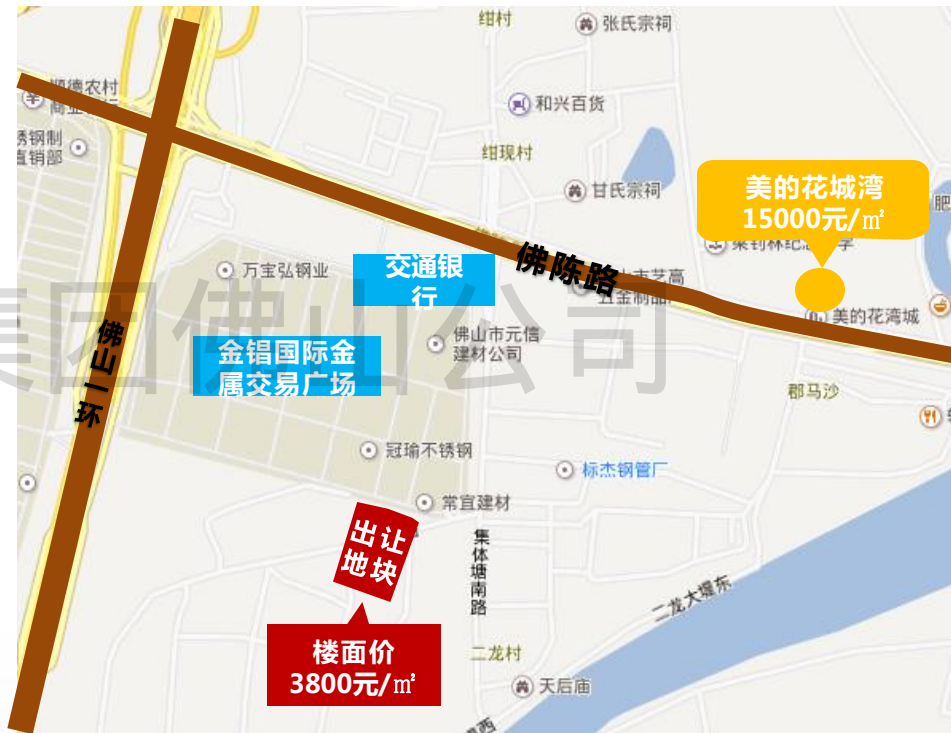 绀村
张氏宗祠
顺德农村
和兴百货
锈钢制
直销部
绀现村
甘氏宗祠
美的花城湾
15000元/㎡
肥
佛陈路
万宝弘钢业
交通银
行
五金制品厂
美的花湾城
集团佛山公司
佛山一环
佛山市元信
建材公司
金锠国际金
属交易广场
郡马沙
冠瑜不锈钢
标杰钢管厂
常宜建材
出让
地块
集体塘南路
二龙大堤东
楼面价
3800元/㎡
二龙村
天后庙